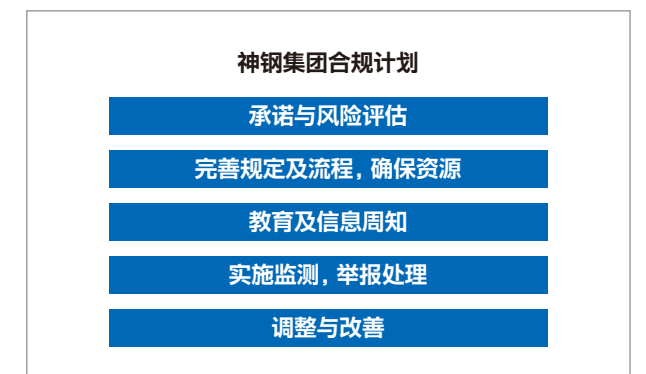 神钢集团合规计划
承诺与风险评估
完善规定及流程，确保资源
教育及信息周知
实施监测，举报处理
调整与改善